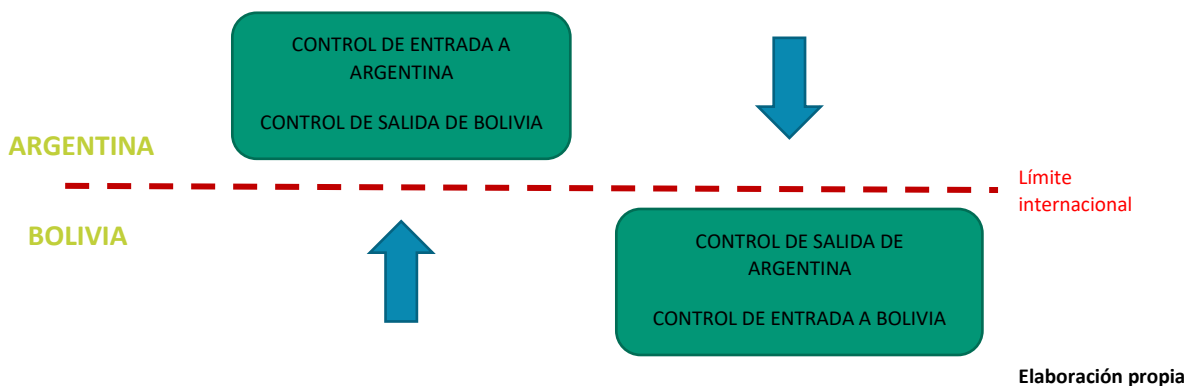 CONTROL DE ENTRADA A
ARGENTINA
CONTROL DE SALIDA DE BOLIVIA
ARGENTINA
Límite
internacional
BOLIVIA
CONTROL DE SALIDA DE
ARGENTINA
CONTROL DE ENTRADA A BOLIVIA
Elaboración propia